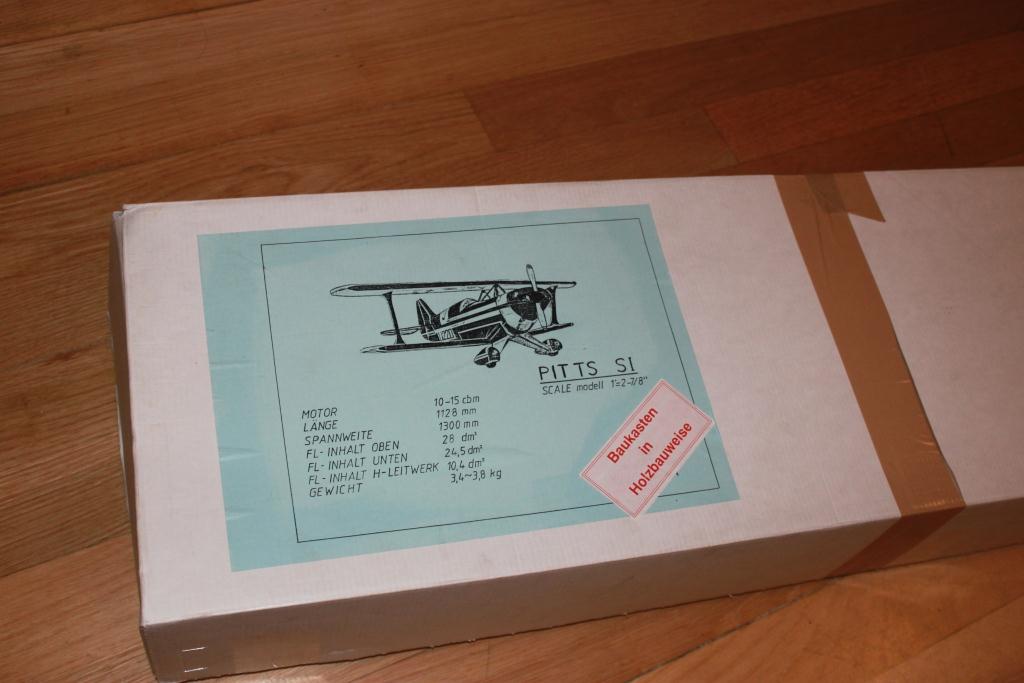 PITTS S1
SCALE modell 1'=2-7/8"
MOTOR 10-15 cbm
LÄNGE 1128 mm
SPANNWEITE 1300 mm
FL-INHALT OBEN 28 dm²
FL-INHALT UNTEN 24,5 dm²
FL-INHALT H-LEITWERK 10,4 dm²
GEWICHT 3,4~3,8 kg
Baukasten
in
Holzbauweise